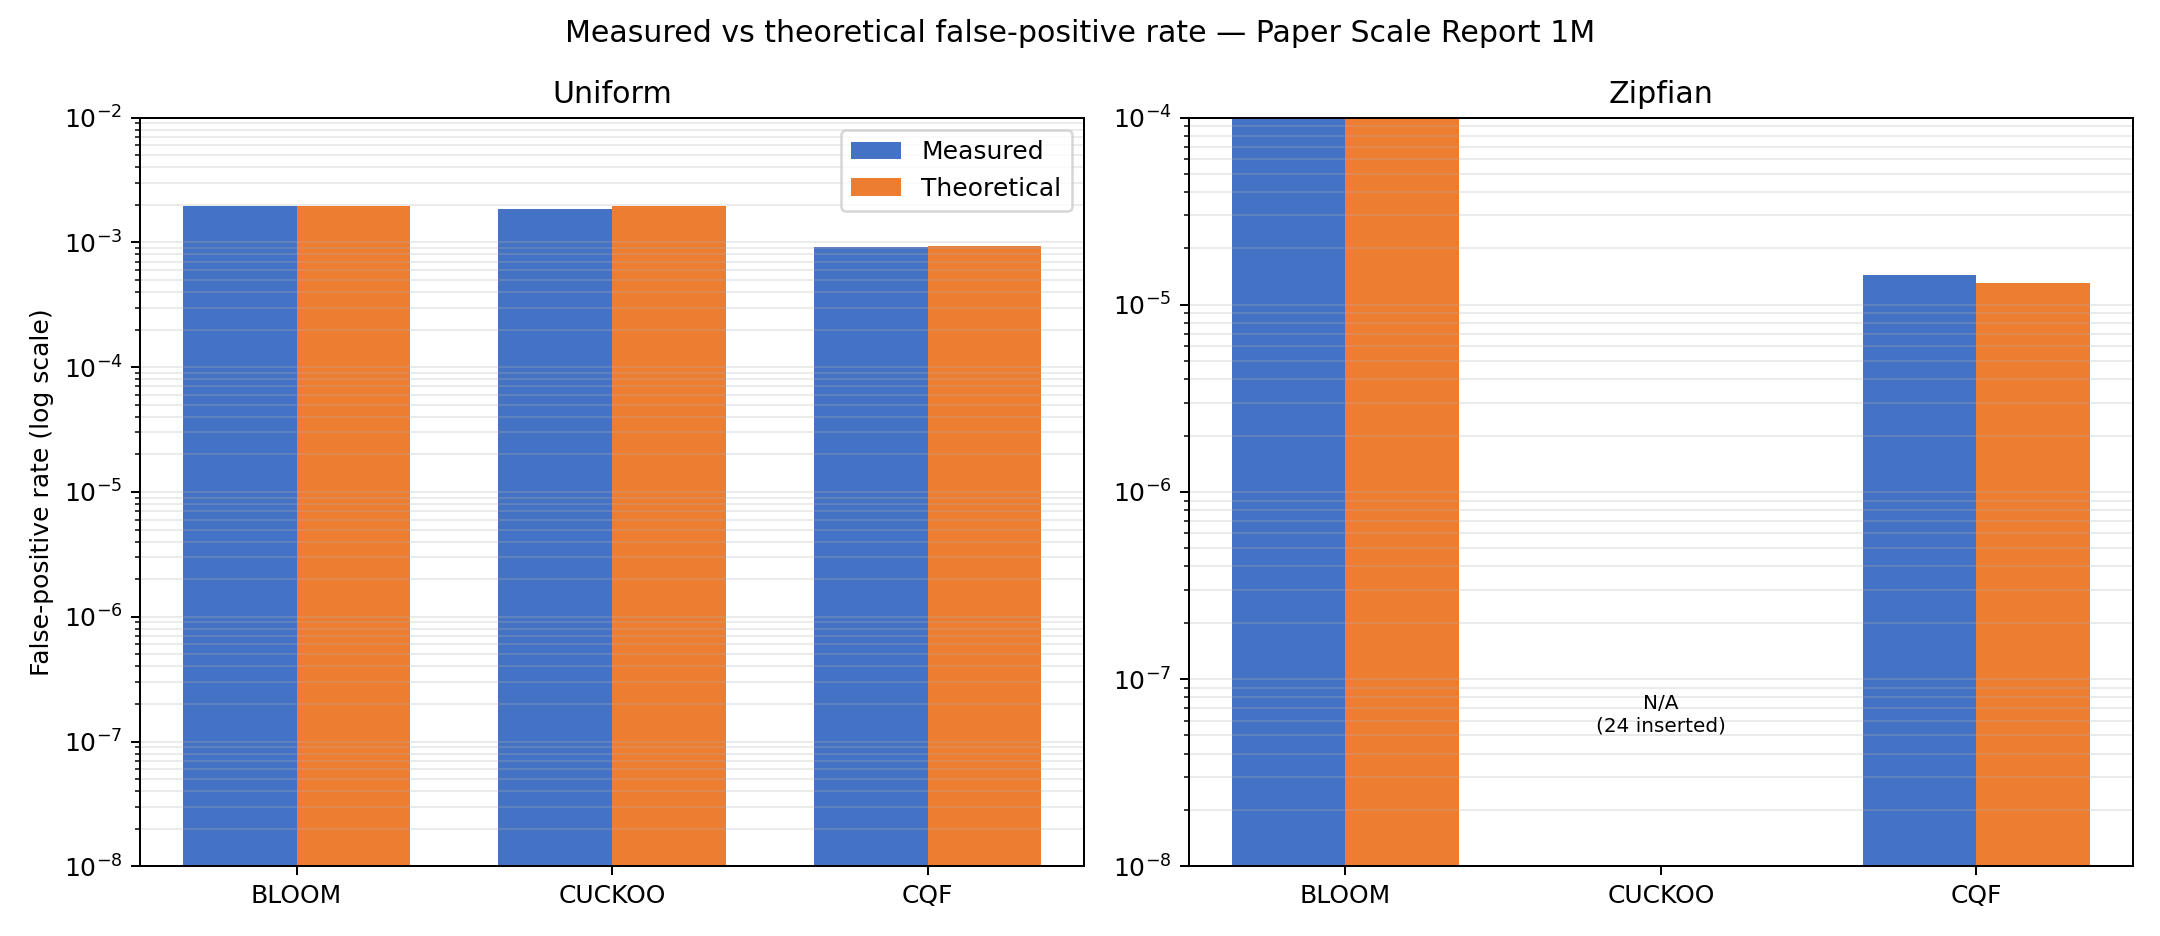 Measured vs theoretical false-positive rate — Paper Scale Report 1M
Uniform
False-positive rate (log scale)
10⁻²
10⁻³
10⁻⁴
10⁻⁵
10⁻⁶
10⁻⁷
10⁻⁸
Measured
Theoretical
BLOOM
CUCKOO
CQF
Zipfian
10⁻⁴
10⁻⁵
10⁻⁶
10⁻⁷
10⁻⁸
N/A
(24 inserted)
BLOOM
CUCKOO
CQF